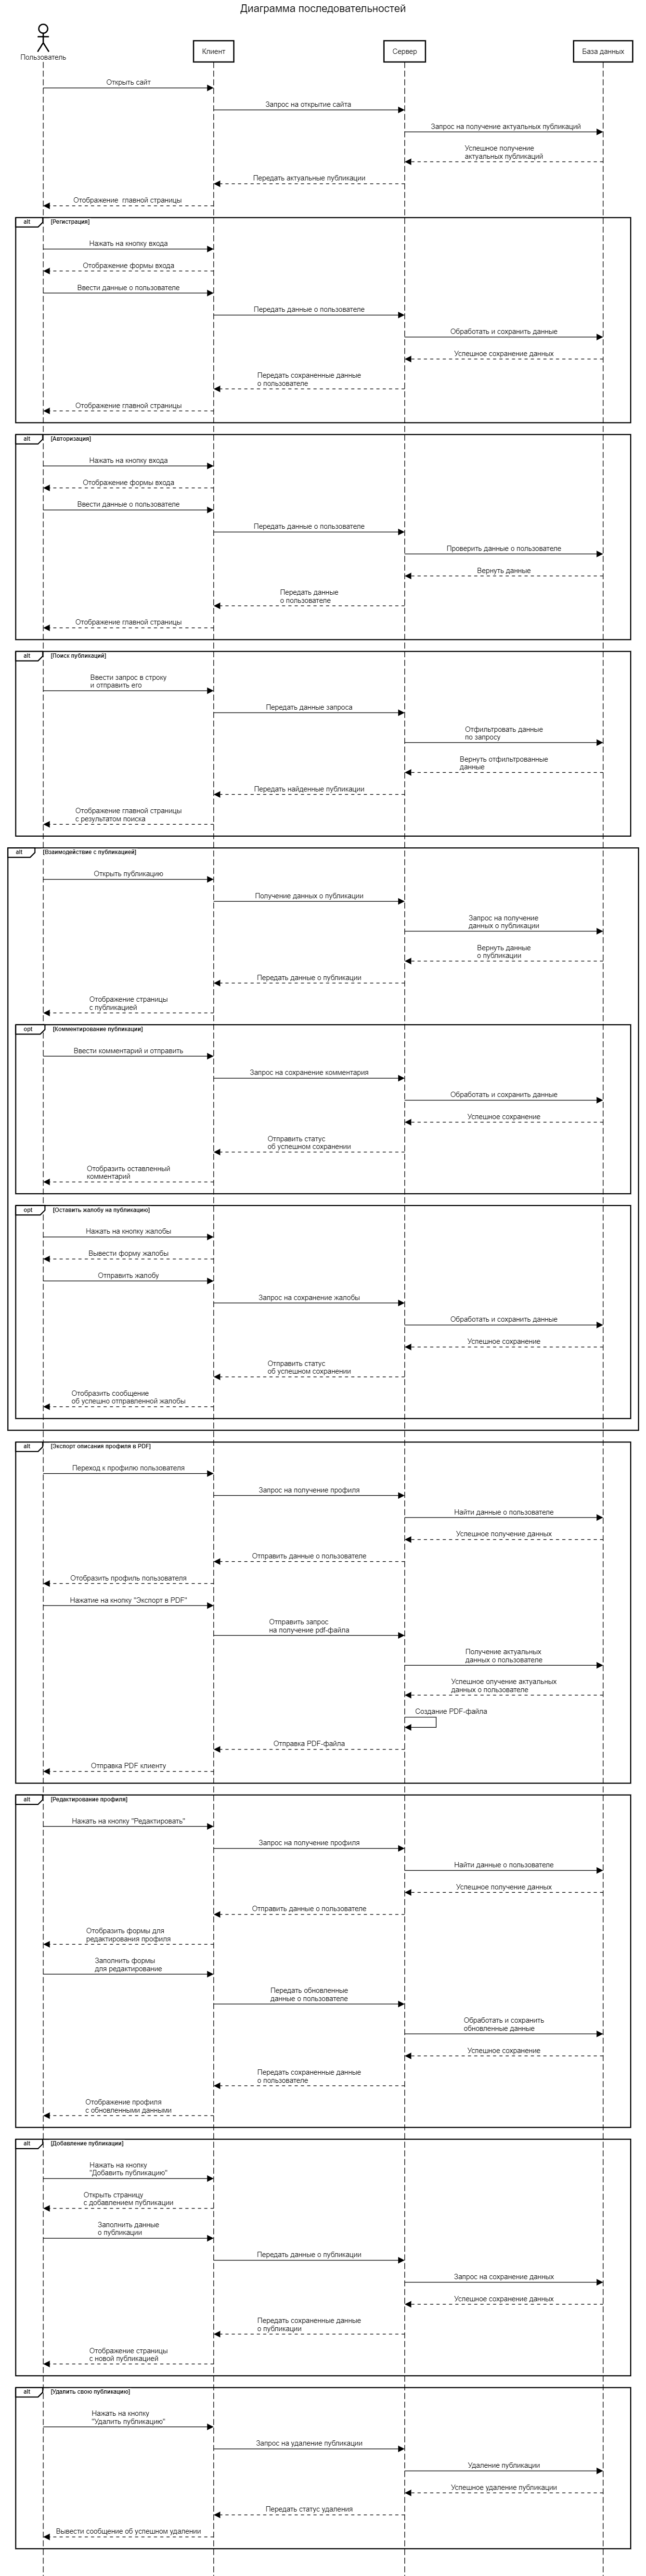 Диаграмма последовательностей
Пользователь
Клиент
Сервер
База данных
Открыть сайт
Запрос на открытие сайта
Запрос на получение актуальных публикаций
Успешное получение
актуальных публикаций
Передать актуальные публикации
Отображение главной страницы
alt
[Регистрация]
Нажать на кнопку входа
Отображение формы входа
Ввести данные о пользователе
Передать данные о пользователе
Обработать и сохранить данные
Успешное сохранение данных
Передать сохраненные данные
о пользователе
Отображение главной страницы
alt
[Авторизация]
Нажать на кнопку входа
Отображение формы входа
Ввести данные о пользователе
Передать данные о пользователе
Проверить данные о пользователе
Вернуть данные
Передать данные
о пользователе
Отображение главной страницы
alt
[Поиск публикаций]
Ввести запрос в строку
и отправить его
Передать данные запроса
Отфильтровать данные
по запросу
Вернуть отфильтрованные
данные
Передать найденные публикации
Отображение главной страницы
с результатом поиска
alt
[Взаимодействие с публикацией]
Открыть публикацию
Получение данных о публикации
Запрос на получение
данных о публикации
Вернуть данные
о публикации
Передать данные о публикации
Отображение страницы
с публикацией
opt
[Комментирование публикации]
Ввести комментарий и отправить
Запрос на сохранение комментария
Обработать и сохранить данные
Успешное сохранение
Отправить статус
об успешном сохранении
Отобразить оставленный
комментарий
opt
[Оставить жалобу на публикацию]
Нажать на кнопку жалобы
Вывести форму жалобы
Отправить жалобу
Запрос на сохранение жалобы
Обработать и сохранить данные
Успешное сохранение
Отправить статус
об успешном сохранении
Отобразить сообщение
об успешно отправленной жалобы
alt
[Экспорт описания профиля в PDF]
Переход к профилю пользователя
Запрос на получение профиля
Найти данные о пользователе
Успешное получение данных
Отправить данные о пользователе
Отобразить профиль пользователя
Нажатие на кнопку "Экспорт в PDF"
Отправить запрос
на получение pdf-файла
Получение актуальных
данных о пользователе
Успешное олучение актуальных
данных о пользователе
Создание PDF-файла
Отправка PDF-файла
Отправка PDF клиенту
alt
[Редактирование профиля]
Нажать на кнопку "Редактировать"
Запрос на получение профиля
Найти данные о пользователе
Успешное получение данных
Отправить данные о пользователе
Отобразить формы для
редактирования профиля
Заполнить формы
для редактирование
Передать обновленные
данные о пользователе
Обработать и сохранить
обновленные данные
Успешное сохранение
Передать сохраненные данные
о пользователе
Отображение профиля
с обновленными данными
alt
[Добавление публикации]
Нажать на кнопку
"Добавить публикацию"
Открыть страницу
с добавлением публикации
Заполнить данные
о публикации
Передать данные о публикации
Запрос на сохранение данных
Успешное сохранение данных
Передать сохраненные данные
о публикации
Отображение страницы
с новой публикацией
alt
[Удалить свою публикацию]
Нажать на кнопку
"Удалить публикацию"
Запрос на удаление публикации
Удаление публикации
Успешное удаление публикации
Передать статус удаления
Вывести сообщение об успешном удалении